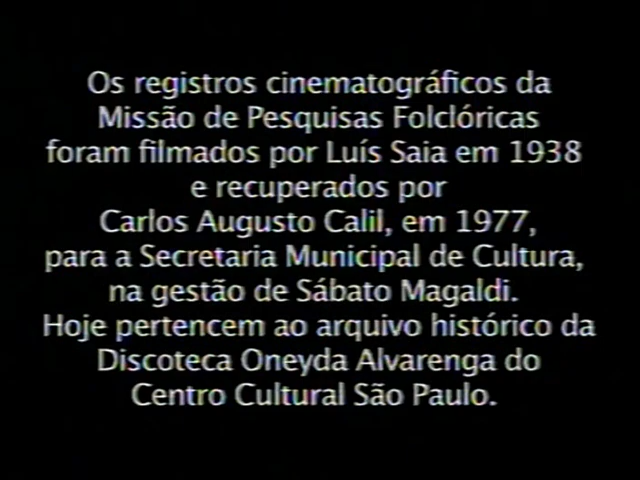 Os registros cinematográficos da
Missão de Pesquisas Folclóricas
foram filmados por Luís Saia em 1938
e recuperados por
Carlos Augusto Calil, em 1977,
para a Secretaria Municipal de Cultura,
na gestão de Sábato Magaldi.
Hoje pertencem ao arquivo histórico da
Discoteca Oneyda Alvarenga do
Centro Cultural São Paulo.